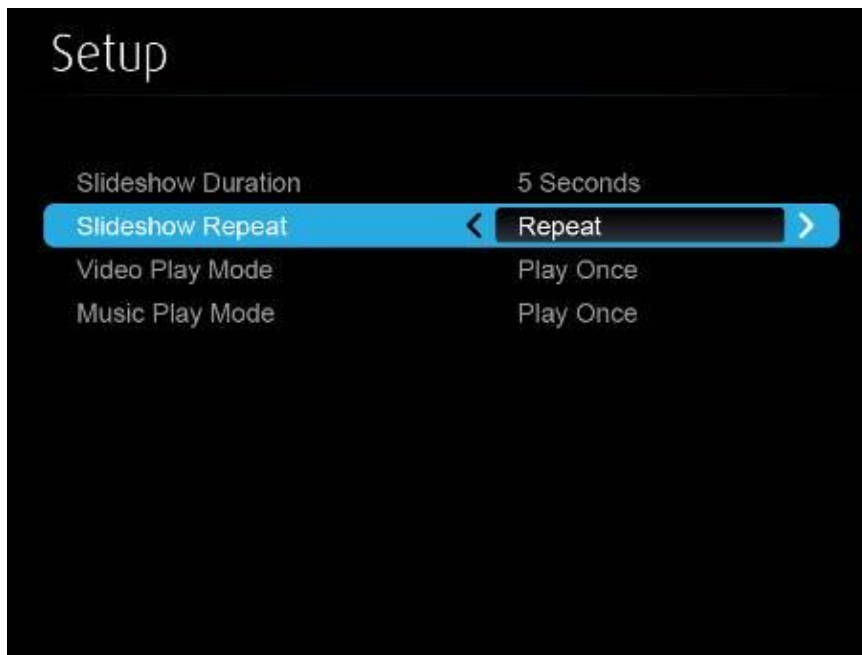 Setup
Slideshow Duration 5 Seconds
Slideshow Repeat Repeat
Video Play Mode Play Once
Music Play Mode Play Once